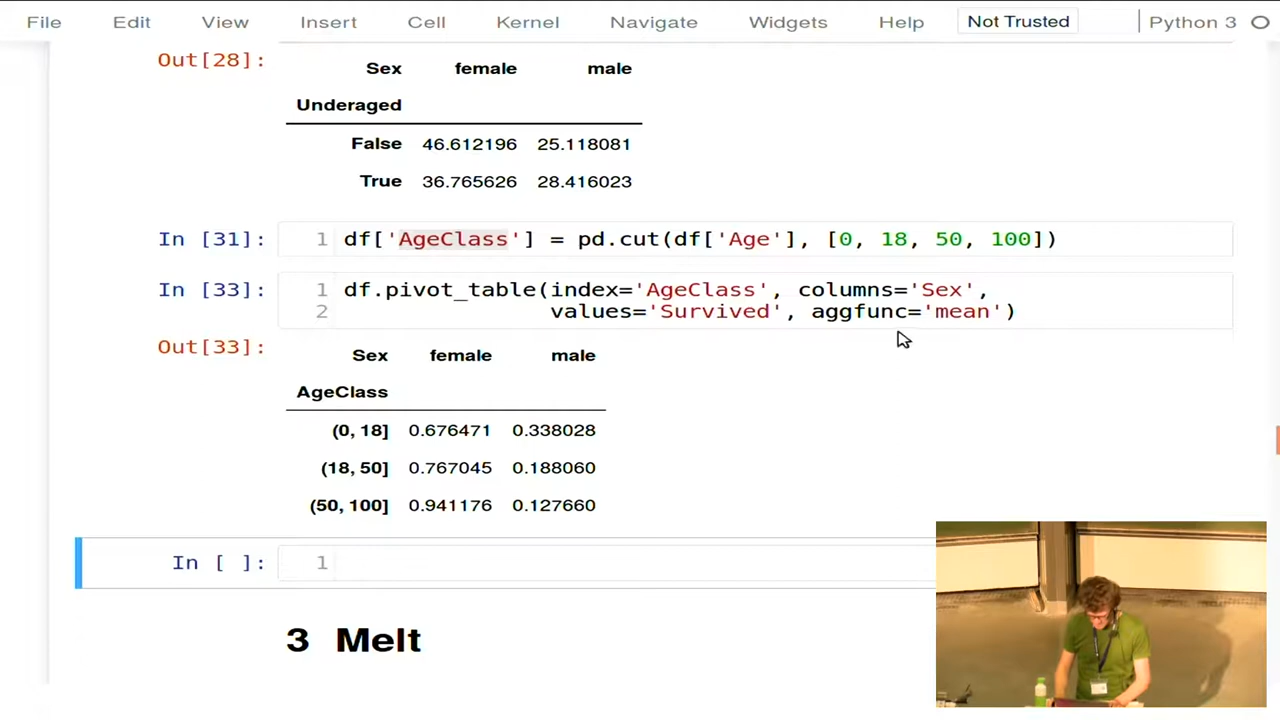 File Edit View Insert Cell Kernel Navigate Widgets Help Not Trusted Python 3
Out[28]:
Sex female male
Underaged
False 46.612196 25.118081
True 36.765626 28.416023
In [31]: 1 df['AgeClass'] = pd.cut(df['Age'], [0, 18, 50, 100])
In [33]: 1 df.pivot_table(index='AgeClass', columns='Sex',
2 values='Survived', aggfunc='mean')
Out[33]:
Sex female male
AgeClass
(0, 18] 0.676471 0.338028
(18, 50] 0.767045 0.188060
(50, 100] 0.941176 0.127660
In [ ]: 1
3 Melt